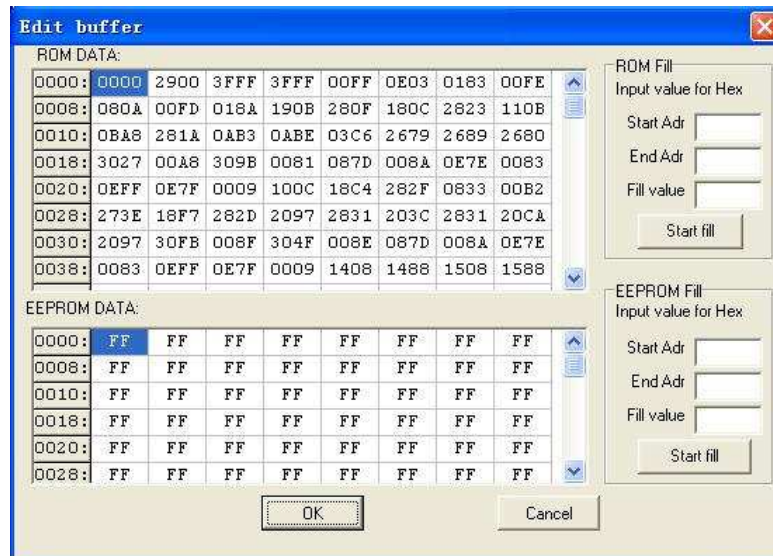 Edit buffer
ROM DATA:
0000: 0000 2900 3FFF 3FFF 00FF 0E03 0183 00FE
0008: 080A 00FD 018A 190B 280F 180C 2823 110B
0010: 0BA8 281A 0AB3 0ABE 03C6 2679 2689 2680
0018: 3027 00A8 309B 0081 087D 008A 0E7E 0083
0020: 0EFF 0E7F 0009 100C 18C4 282F 0833 00B2
0028: 273E 18F7 282D 2097 2831 203C 2831 20CA
0030: 2097 30FB 008F 304F 008E 087D 008A 0E7E
0038: 0083 0EFF 0E7F 0009 1408 1488 1508 1588
ROM Fill
Input value for Hex
Start Adr
End Adr
Fill value
Start fill
EEPROM DATA:
0000: FF FF FF FF FF FF FF FF
0008: FF FF FF FF FF FF FF FF
0010: FF FF FF FF FF FF FF FF
0018: FF FF FF FF FF FF FF FF
0020: FF FF FF FF FF FF FF FF
0028: FF FF FF FF FF FF FF FF
EEPROM Fill
Input value for Hex
Start Adr
End Adr
Fill value
Start fill
OK
Cancel